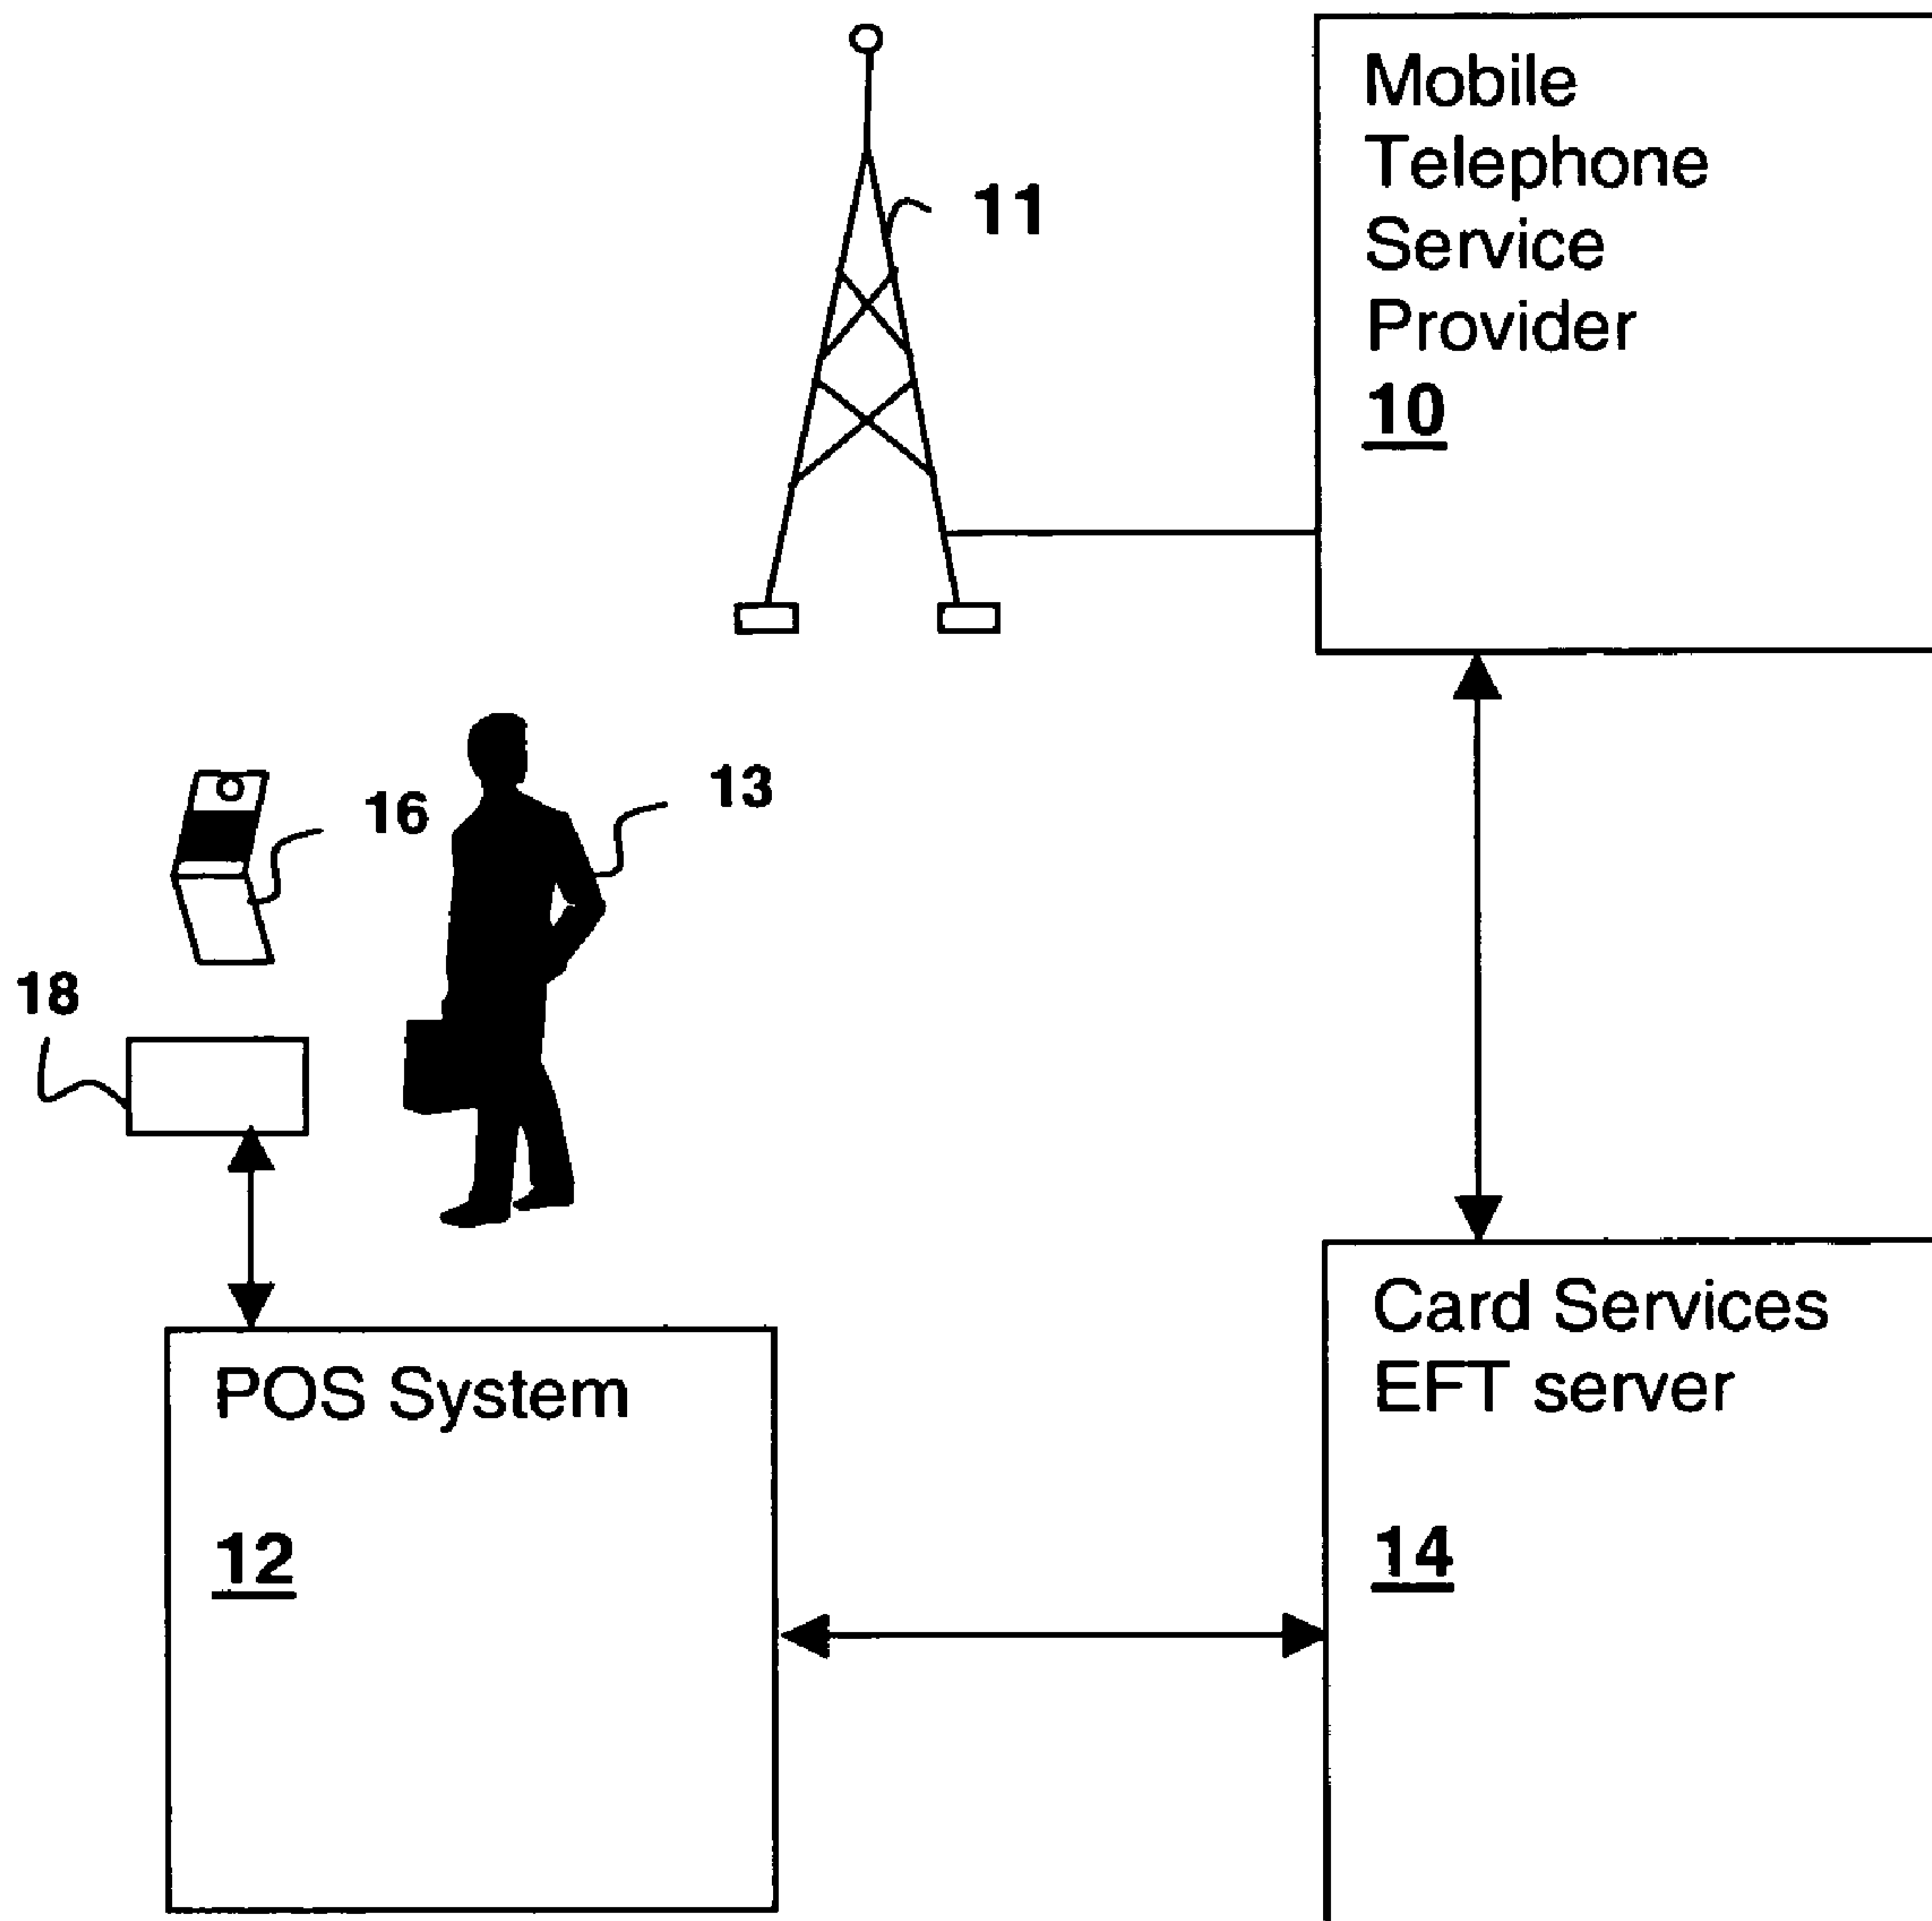 Mobile
Telephone
Service
Provider
10
11
13
16
18
POS System
12
Card Services
EFT server
14